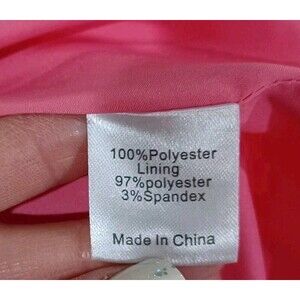 100%Polyester
Lining
97%polyester
3%Spandex
Made In China